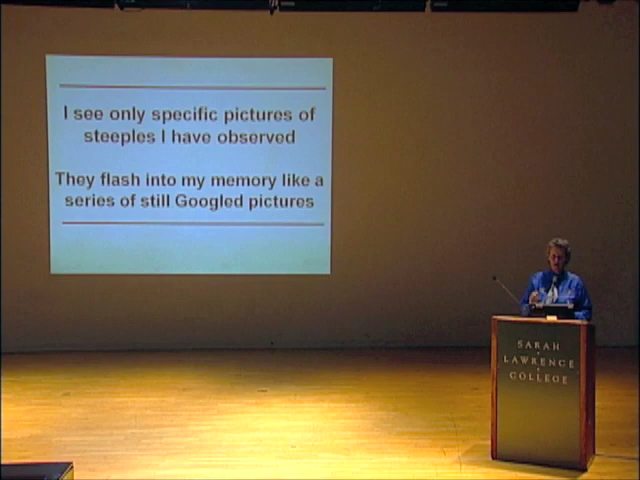 I see only specific pictures of
steeples I have observed
They flash into my memory like a
series of still Googled pictures
SARAH
LAWRENCE
COLLEGE